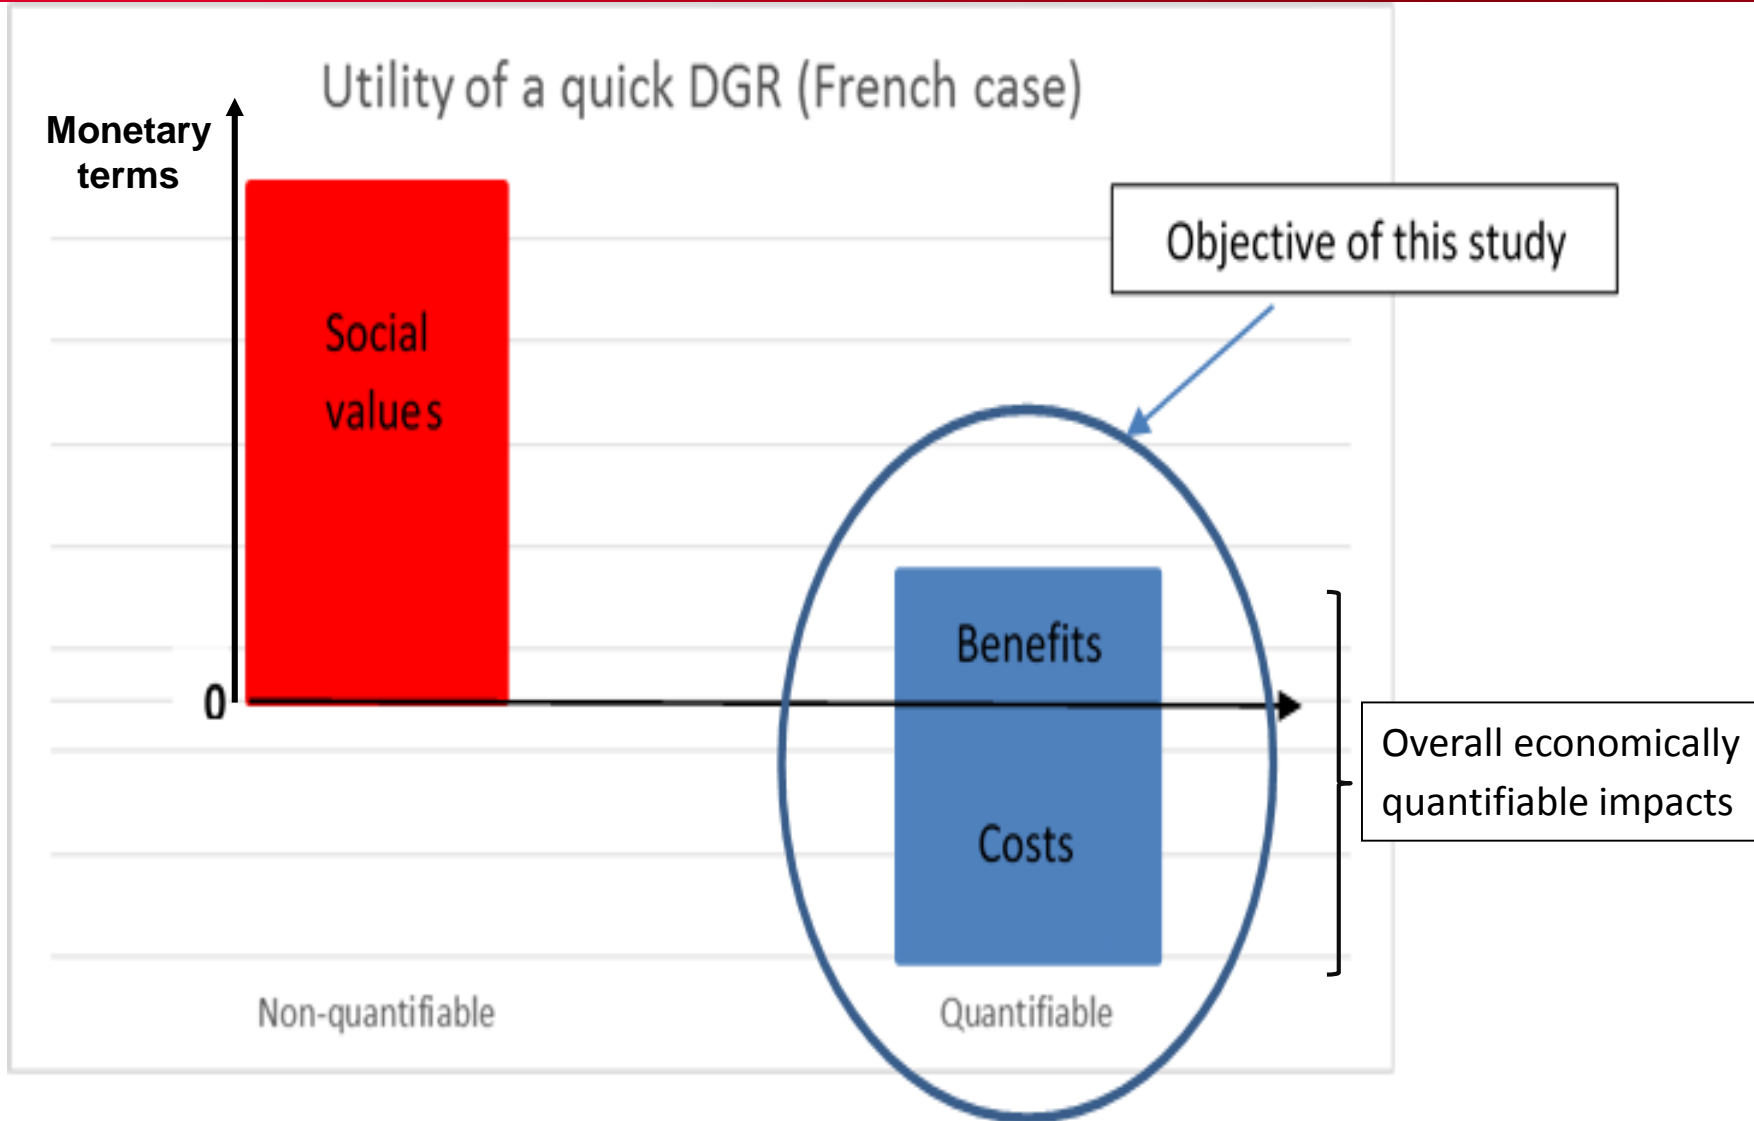 Utility of a quick DGR (French case)
Monetary
terms
Objective of this study
Social
values
Benefits
0
Overall economically
quantifiable impacts
Costs
Non-quantifiable
Quantifiable